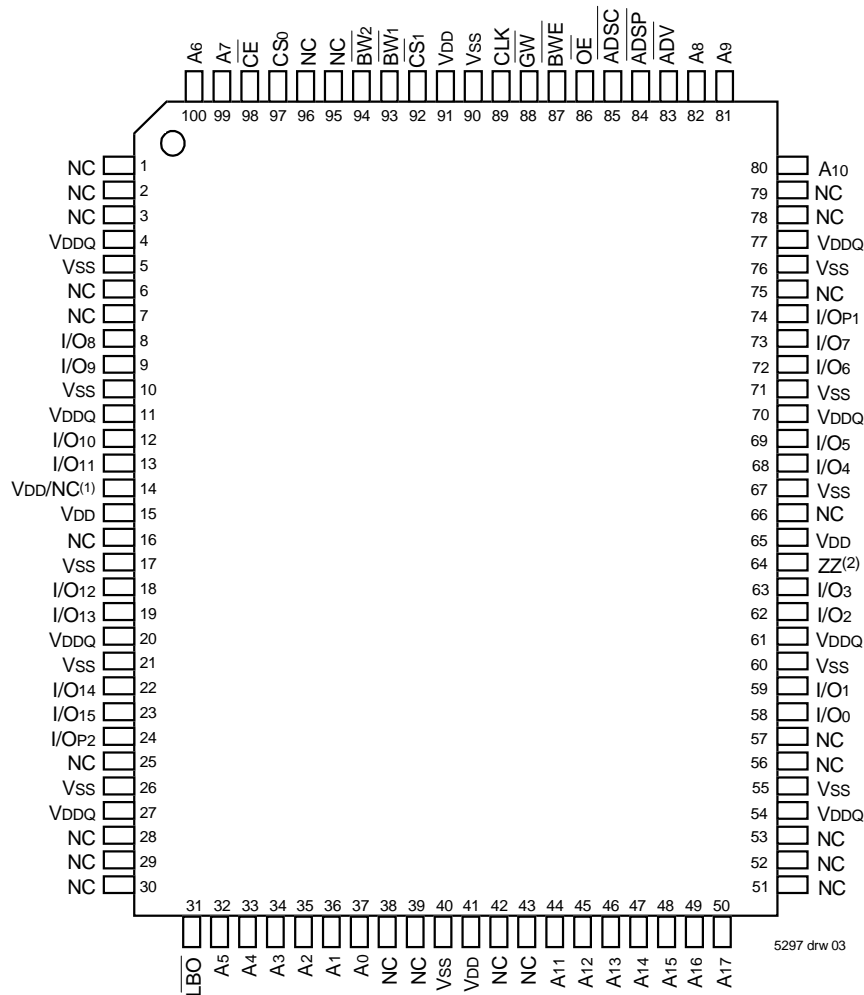 A6 A7 CE CS0 NC NC BW2 BW1 CS1 VDD VSS CLK GW BWE OE ADSC ADSP ADV A8 A9
100 99 98 97 96 95 94 93 92 91 90 89 88 87 86 85 84 83 82 81
NC 1 80 A10
NC 2 79 NC
NC 3 78 NC
VDDQ 4 77 VDDQ
VSS 5 76 VSS
NC 6 75 NC
NC 7 74 I/OP1
I/O8 8 73 I/O7
I/O9 9 72 I/O6
VSS 10 71 VSS
VDDQ 11 70 VDDQ
I/O10 12 69 I/O5
I/O11 13 68 I/O4
VDD/NC(1) 14 67 VSS
VDD 15 66 NC
NC 16 65 VDD
VSS 17 64 ZZ(2)
I/O12 18 63 I/O3
I/O13 19 62 I/O2
VDDQ 20 61 VDDQ
VSS 21 60 VSS
I/O14 22 59 I/O1
I/O15 23 58 I/O0
I/OP2 24 57 NC
NC 25 56 NC
VSS 26 55 VSS
VDDQ 27 54 VDDQ
NC 28 53 NC
NC 29 52 NC
NC 30 51 NC
31 32 33 34 35 36 37 38 39 40 41 42 43 44 45 46 47 48 49 50
LBO A5 A4 A3 A2 A1 A0 NC NC VSS VDD NC NC A11 A12 A13 A14 A15 A16 A17
5297 drw 03